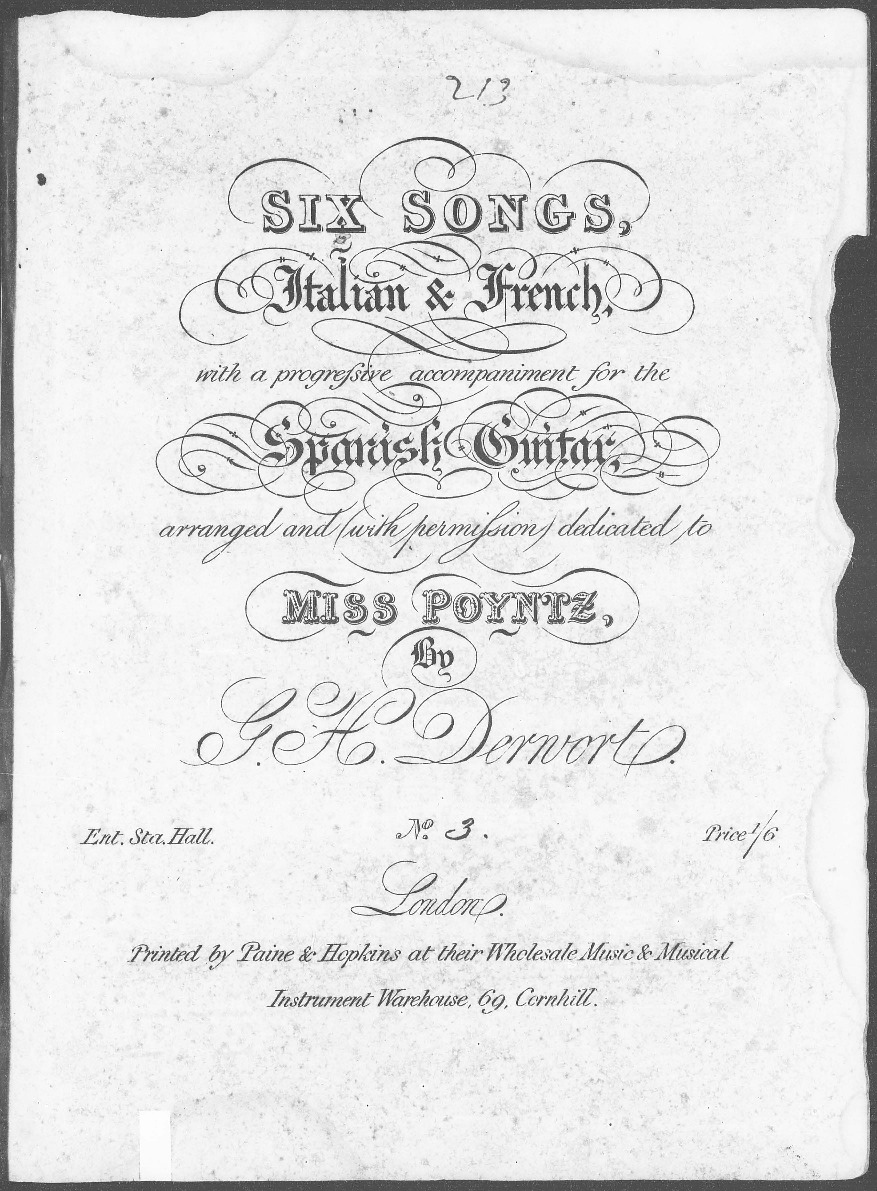 213
SIX SONGS,
Italian & French,
with a progreſsive accompaniment for the
Spanish Guitar,
arranged and (with permiſsion) dedicated to
MISS POYNTZ,
By
G. H. Derwort.
Ent. Sta. Hall. No. 3. Price 1/6
London.
Printed by Paine & Hopkins at their Wholesale Music & Musical
Instrument Warehouse, 69, Cornhill.